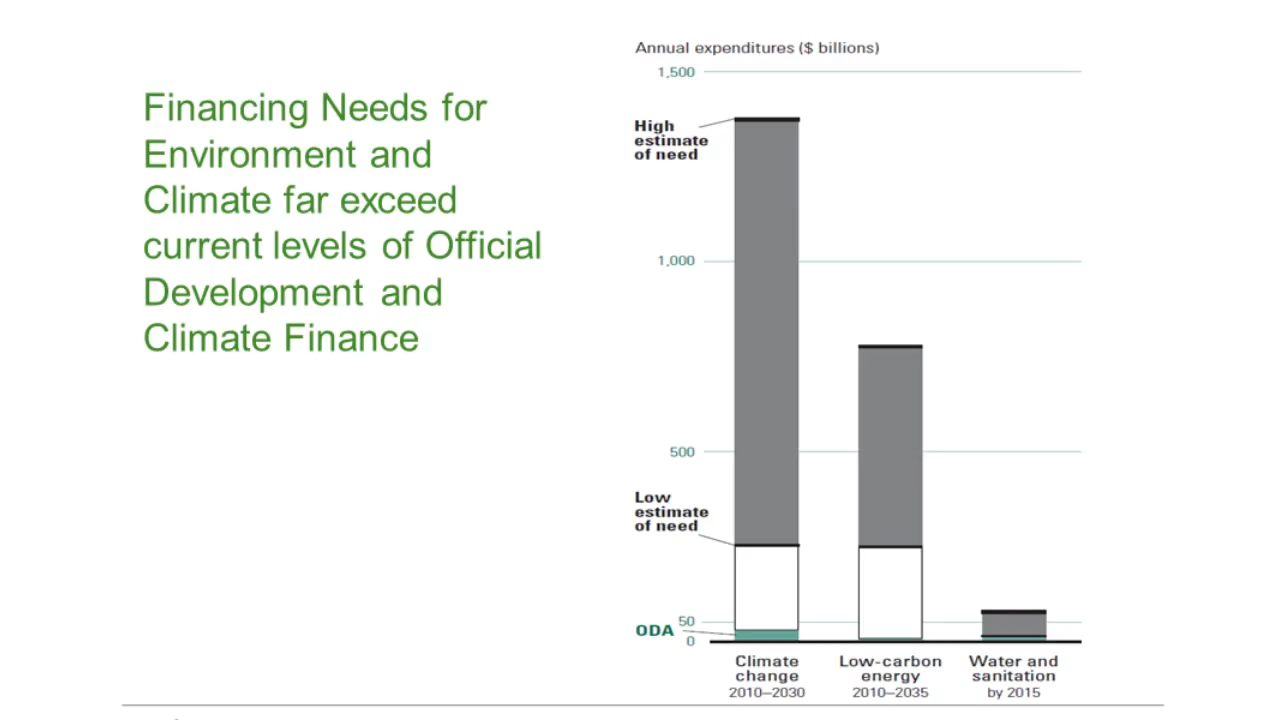 Financing Needs for
Environment and
Climate far exceed
current levels of Official
Development and
Climate Finance
Annual expenditures ($ billions)
1,500
High
estimate
of need
1,000
500
Low
estimate
of need
50
ODA
0
Climate
change
2010–2030
Low-carbon
energy
2010–2035
Water and
sanitation
by 2015